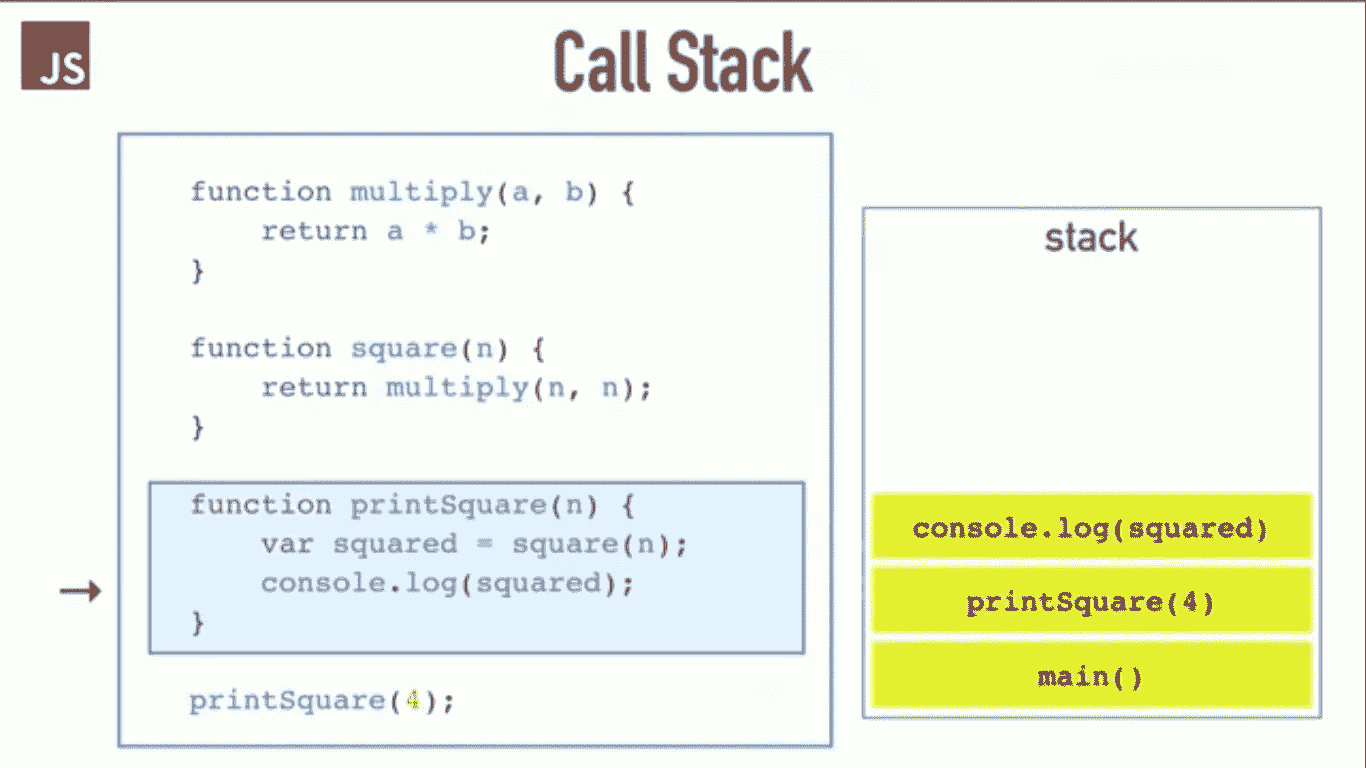 JS
Call Stack
function multiply(a, b) {
    return a * b;
}
function square(n) {
    return multiply(n, n);
}
function printSquare(n) {
    var squared = square(n);
    console.log(squared);
}
printSquare(4);
stack
console.log(squared)
printSquare(4)
main()